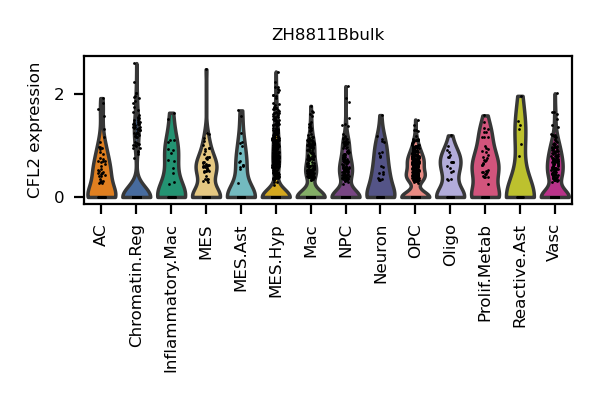 ZH8811Bbulk
CFL2 expression
2
0
AC
Chromatin.Reg
Inflammatory.Mac
MES
MES.Ast
MES.Hyp
Mac
NPC
Neuron
OPC
Oligo
Prolif.Metab
Reactive.Ast
Vasc